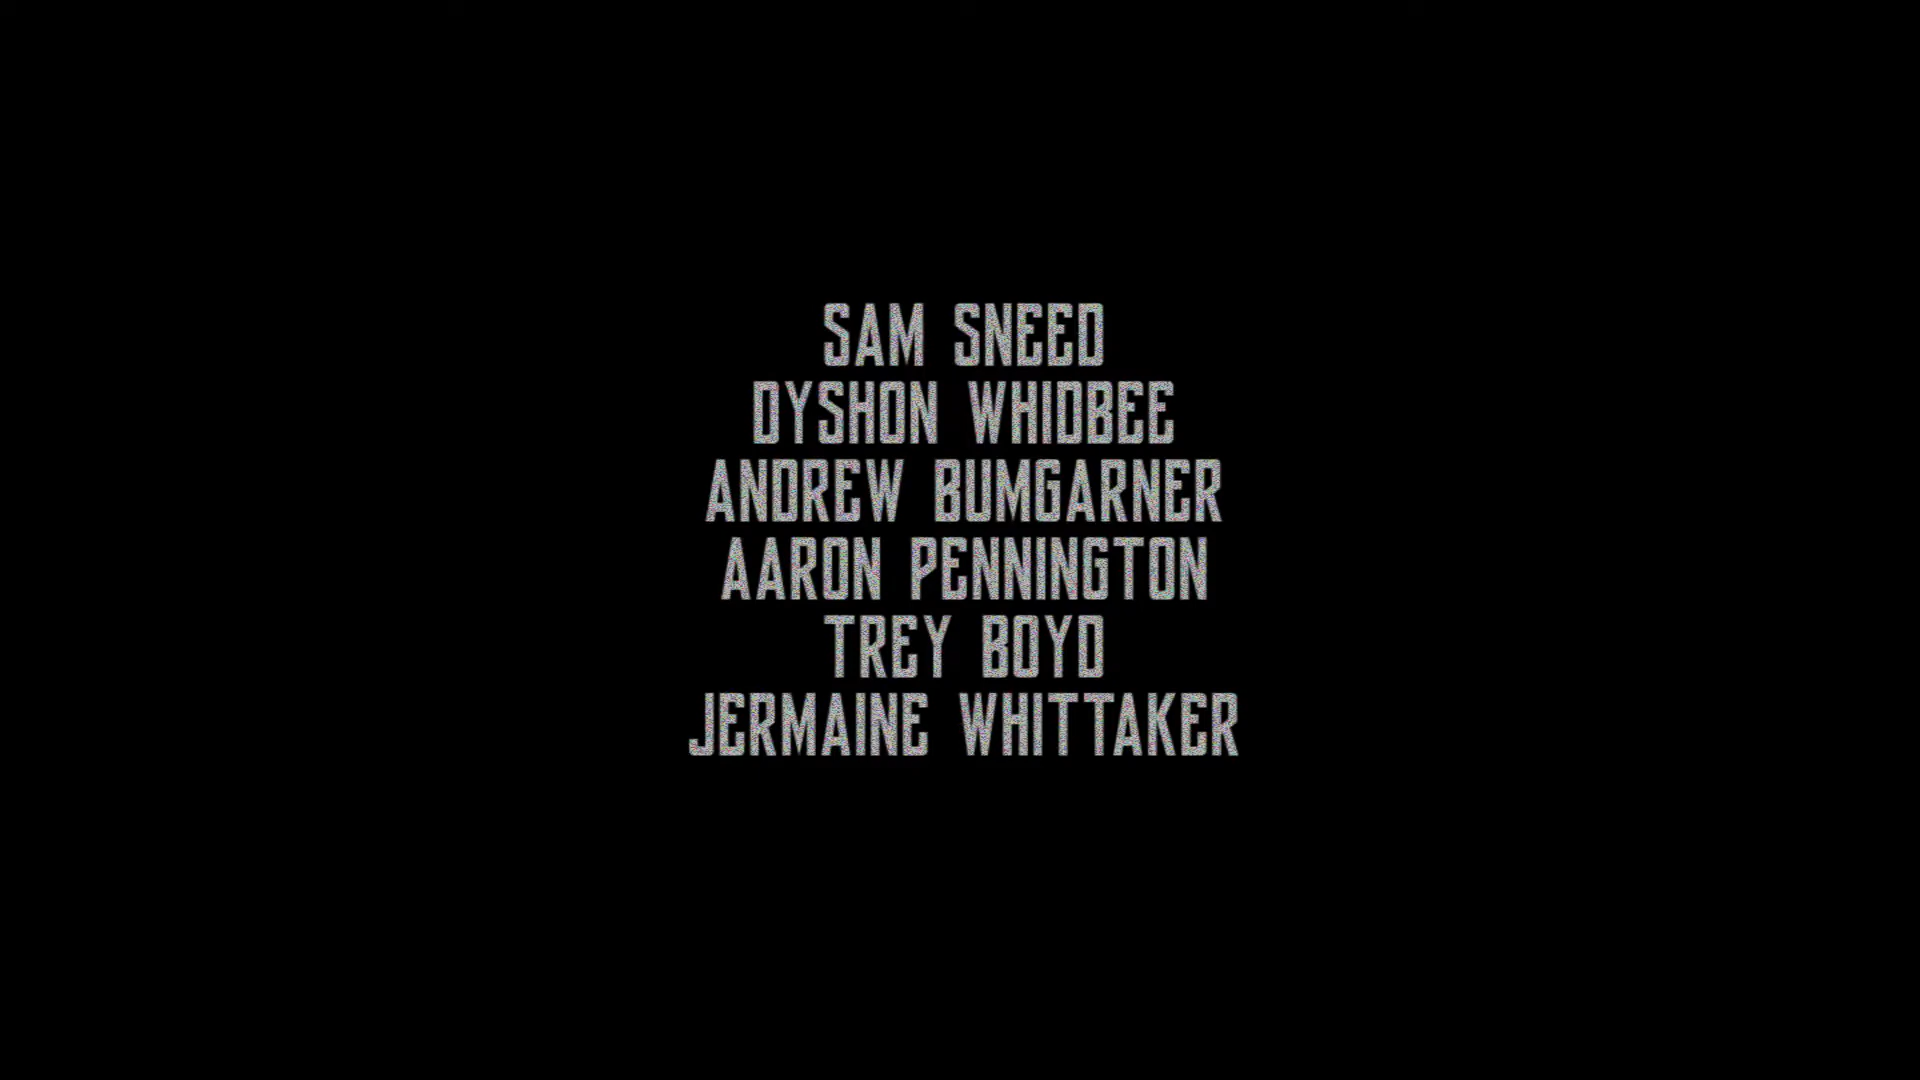 SAM SNEED
DYSHON WHIDBEE
ANDREW BUMGARNER
AARON PENNINGTON
TREY BOYD
JERMAINE WHITTAKER